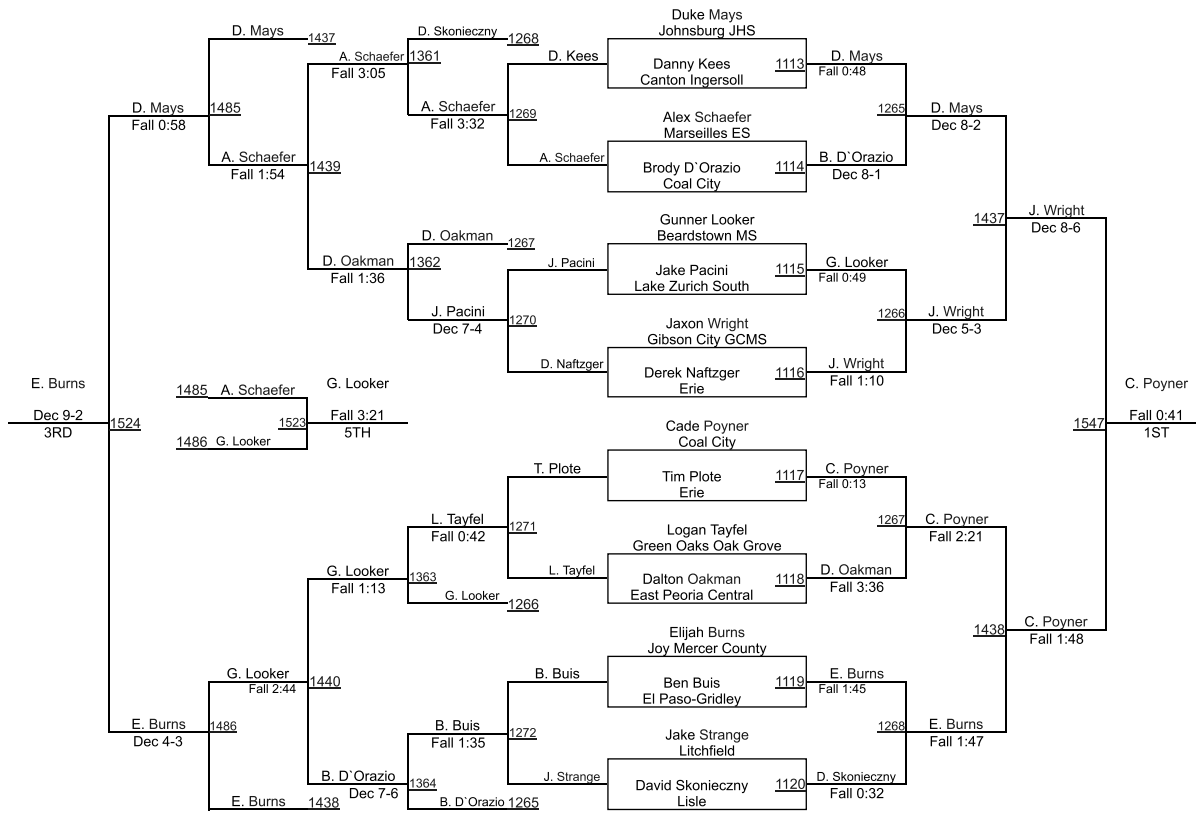 Duke Mays
Johnsburg JHS
D. Mays
1437
D. Skonieczny
1268
A. Schaefer
1361
Fall 3:05
D. Kees
Danny Kees
1113
Canton Ingersoll
D. Mays
Fall 0:48
D. Mays
1485
Fall 0:58
A. Schaefer
1269
Fall 3:32
Alex Schaefer
Marseilles ES
1265
D. Mays
Dec 8-2
A. Schaefer
1439
Fall 1:54
A. Schaefer
Brody D`Orazio
1114
Coal City
B. D`Orazio
Dec 8-1
Gunner Looker
Beardstown MS
1437
J. Wright
Dec 8-6
D. Oakman
1267
D. Oakman
1362
Fall 1:36
J. Pacini
Jake Pacini
1115
Lake Zurich South
G. Looker
Fall 0:49
J. Pacini
1270
Dec 7-4
Jaxon Wright
Gibson City GCMS
1266
J. Wright
Dec 5-3
D. Naftzger
Derek Naftzger
1116
Erie
J. Wright
Fall 1:10
E. Burns
Dec 9-2
3RD
1524
1485 A. Schaefer
1523
1486 G. Looker
G. Looker
Fall 3:21
5TH
C. Poyner
1547
Fall 0:41
1ST
Cade Poyner
Coal City
T. Plote
Tim Plote
1117
Erie
C. Poyner
Fall 0:13
L. Tayfel
1271
Fall 0:42
Logan Tayfel
Green Oaks Oak Grove
1267
C. Poyner
Fall 2:21
G. Looker
1363
Fall 1:13
G. Looker
1266
L. Tayfel
Dalton Oakman
1118
East Peoria Central
D. Oakman
Fall 3:36
Elijah Burns
Joy Mercer County
1438
C. Poyner
Fall 1:48
G. Looker
1440
Fall 2:44
B. Buis
Ben Buis
1119
El Paso-Gridley
E. Burns
Fall 1:45
E. Burns
1486
Dec 4-3
B. Buis
1272
Fall 1:35
Jake Strange
Litchfield
1268
E. Burns
Fall 1:47
B. D`Orazio
1364
Dec 7-6
J. Strange
David Skonieczny
1120
Lisle
D. Skonieczny
Fall 0:32
E. Burns
1438
B. D`Orazio
1265